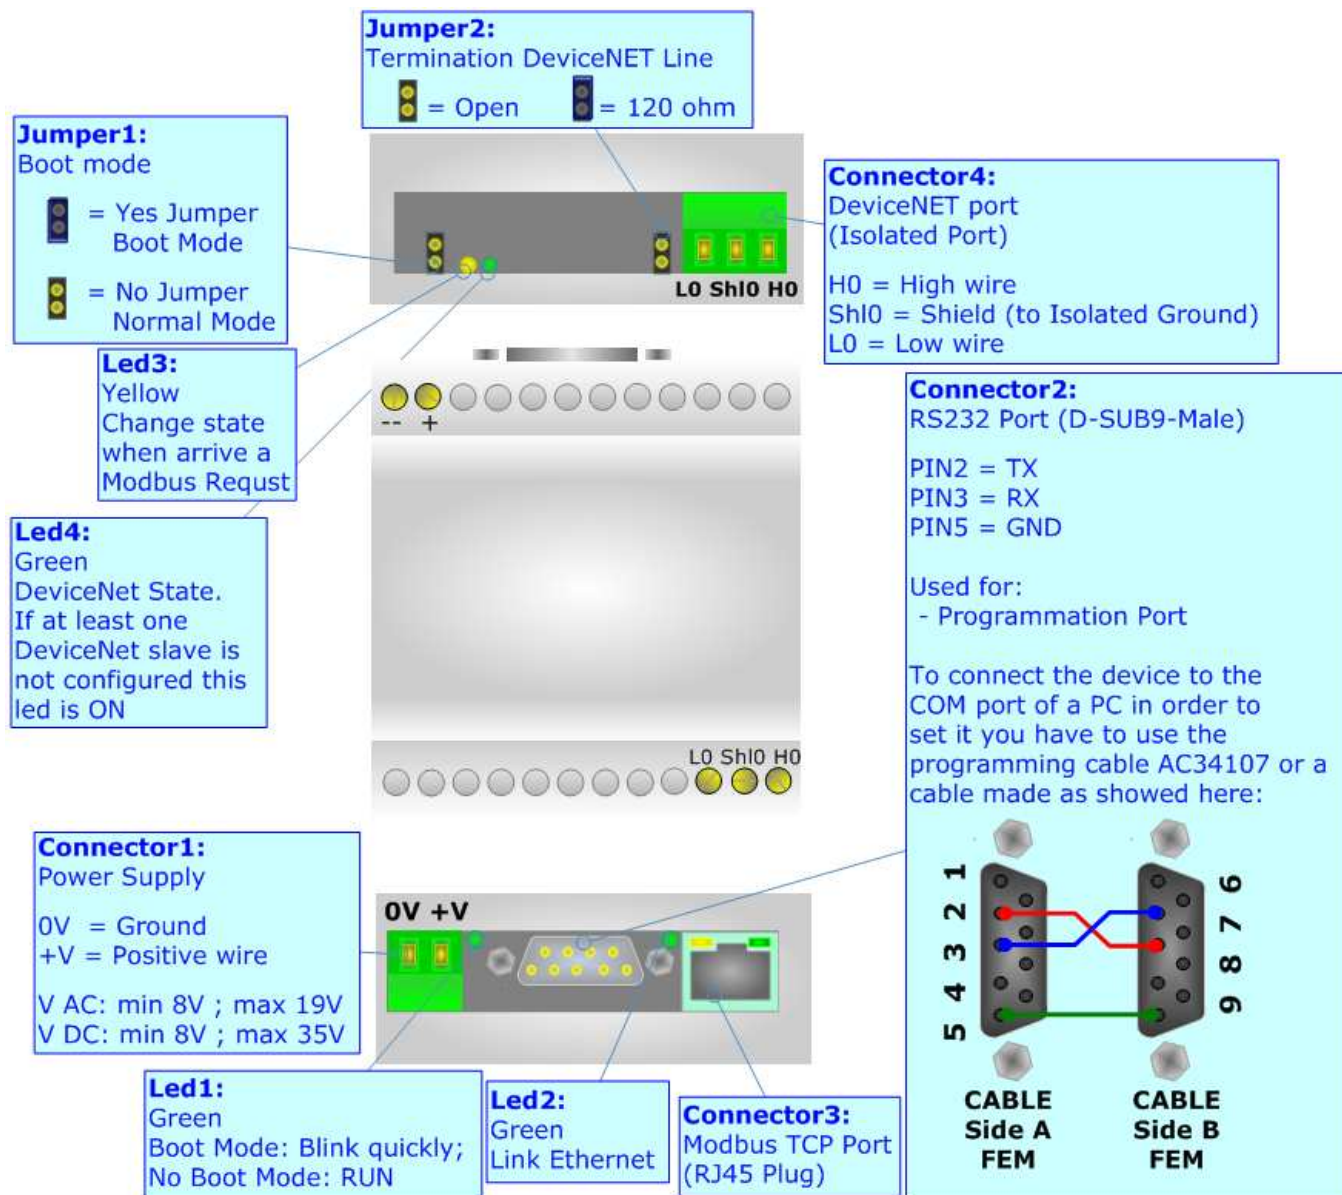 Jumper2:
Termination DeviceNET Line
= Open = 120 ohm
Jumper1:
Boot mode
= Yes Jumper
Boot Mode
= No Jumper
Normal Mode
L0 Shl0 H0
Connector4:
DeviceNET port
(Isolated Port)
H0 = High wire
Shl0 = Shield (to Isolated Ground)
L0 = Low wire
Led3:
Yellow
Change state
when arrive a
Modbus Requst
-- +
Led4:
Green
DeviceNet State.
If at least one
DeviceNet slave is
not configured this
led is ON
L0 Shl0 H0
Connector2:
RS232 Port (D-SUB9-Male)
PIN2 = TX
PIN3 = RX
PIN5 = GND
Used for:
- Programmation Port
To connect the device to the
COM port of a PC in order to
set it you have to use the
programming cable AC34107 or a
cable made as showed here:
1
2
3
4
5
6
7
8
9
CABLE
Side A
FEM
CABLE
Side B
FEM
Connector1:
Power Supply
0V = Ground
+V = Positive wire
V AC: min 8V ; max 19V
V DC: min 8V ; max 35V
0V +V
Led1:
Green
Boot Mode: Blink quickly;
No Boot Mode: RUN
Led2:
Green
Link Ethernet
Connector3:
Modbus TCP Port
(RJ45 Plug)